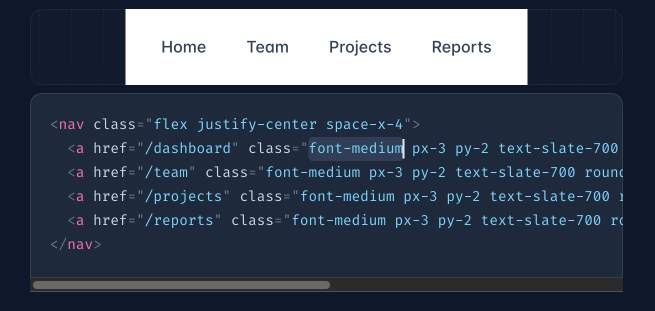 Home Team Projects Reports
<nav class="flex justify-center space-x-4">
<a href="/dashboard" class="font-medium px-3 py-2 text-slate-700
<a href="/team" class="font-medium px-3 py-2 text-slate-700
<a href="/projects" class="font-medium px-3 py-2 text-slate-700
<a href="/reports" class="font-medium px-3 py-2 text-slate-700
</nav>